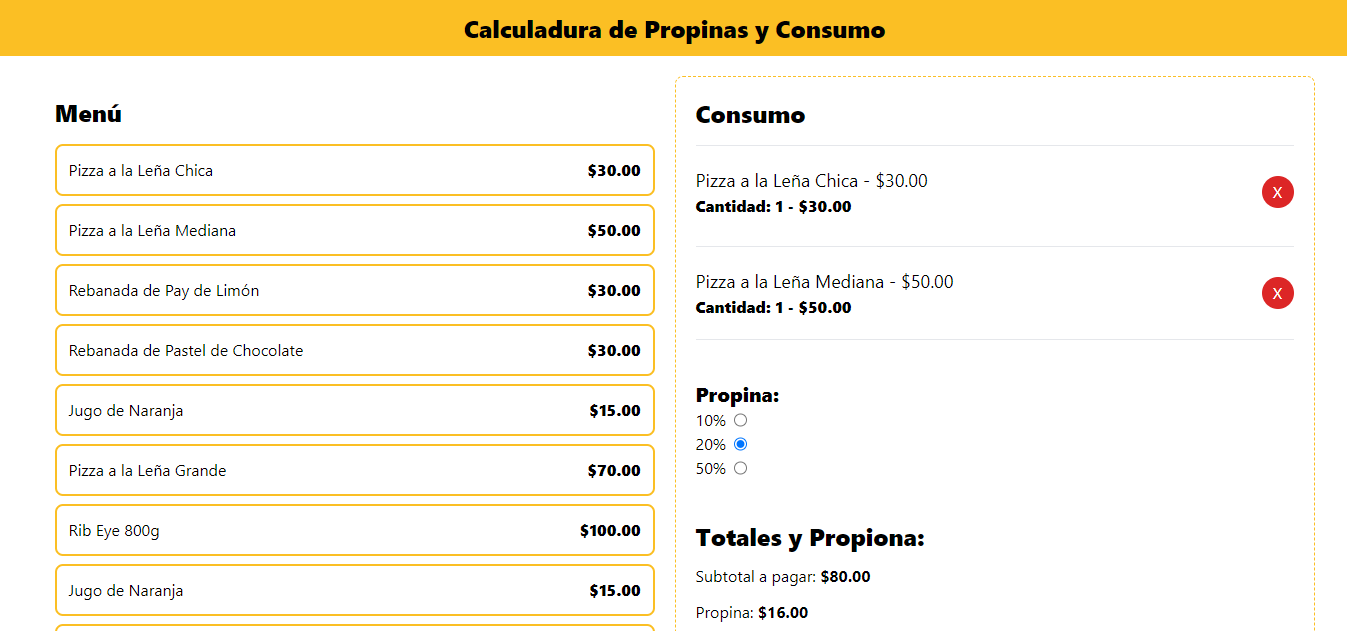 Calculadura de Propinas y Consumo
Menú
Pizza a la Leña Chica $30.00
Pizza a la Leña Mediana $50.00
Rebanada de Pay de Limón $30.00
Rebanada de Pastel de Chocolate $30.00
Jugo de Naranja $15.00
Pizza a la Leña Grande $70.00
Rib Eye 800g $100.00
Jugo de Naranja $15.00
Consumo
Pizza a la Leña Chica - $30.00
Cantidad: 1 - $30.00
X
Pizza a la Leña Mediana - $50.00
Cantidad: 1 - $50.00
X
Propina:
10%
20%
50%
Totales y Propiona:
Subtotal a pagar: $80.00
Propina: $16.00